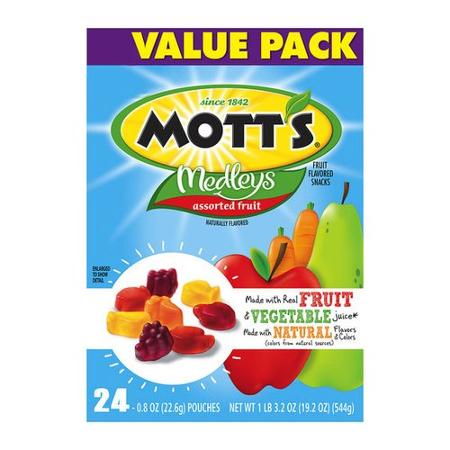 VALUE PACK
since 1842
MOTT'S®
Medleys
assorted fruit
NATURALLY FLAVORED
FRUIT
FLAVORED
SNACKS
ENLARGED
TO SHOW
DETAIL
Made with Real FRUIT
& VEGETABLE juice*
Made with NATURAL Flavors
& Colors
(colors from natural sources)
24 - 0.8 OZ (22.6g) POUCHES NET WT 1 LB 3.2 OZ (19.2 OZ) (544g)